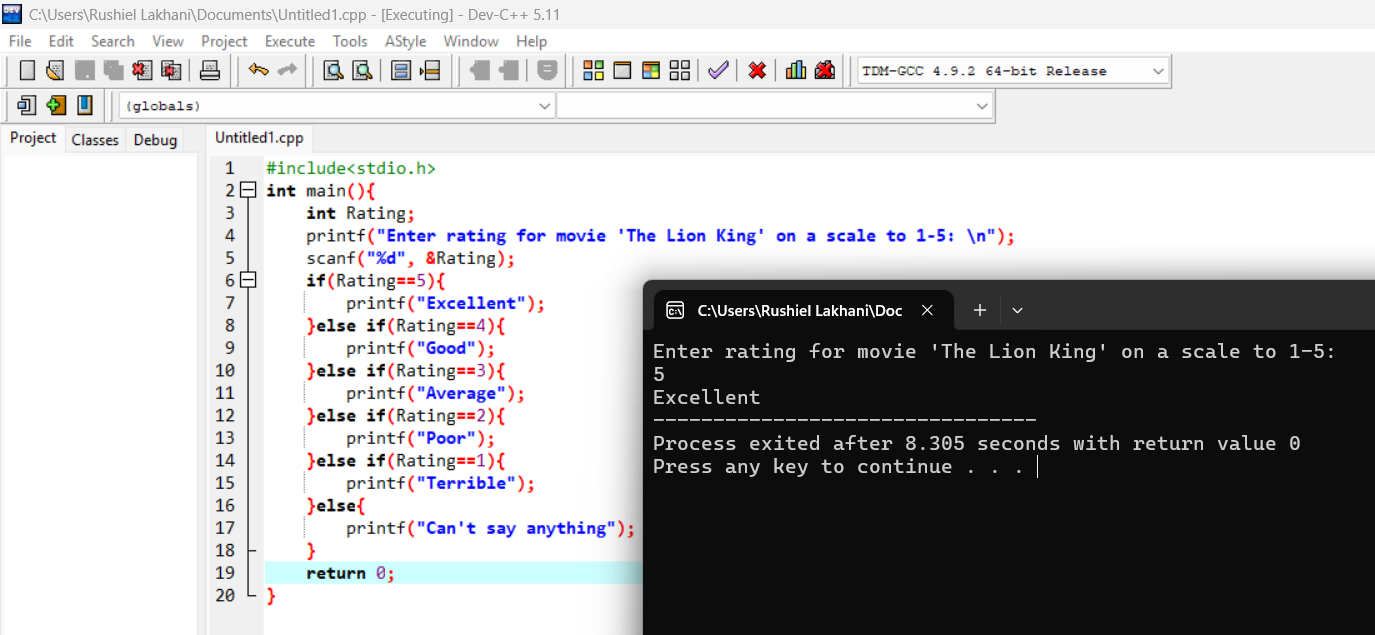 C:\Users\Rushiel Lakhani\Documents\Untitled1.cpp - [Executing] - Dev-C++ 5.11
File Edit Search View Project Execute Tools AStyle Window Help
TDM-GCC 4.9.2 64-bit Release
(globals)
Project Classes Debug
Untitled1.cpp
1 #include<stdio.h>
2 int main(){
3 int Rating;
4 printf("Enter rating for movie 'The Lion King' on a scale to 1-5: \n");
5 scanf("%d", &Rating);
6 if(Rating==5){
7 printf("Excellent");
8 }else if(Rating==4){
9 printf("Good");
10 }else if(Rating==3){
11 printf("Average");
12 }else if(Rating==2){
13 printf("Poor");
14 }else if(Rating==1){
15 printf("Terrible");
16 }else{
17 printf("Can't say anything");
18 }
19 return 0;
20 }
C:\Users\Rushiel Lakhani\Doc
Enter rating for movie 'The Lion King' on a scale to 1-5:
5
Excellent
--------------------------------
Process exited after 8.305 seconds with return value 0
Press any key to continue . . .